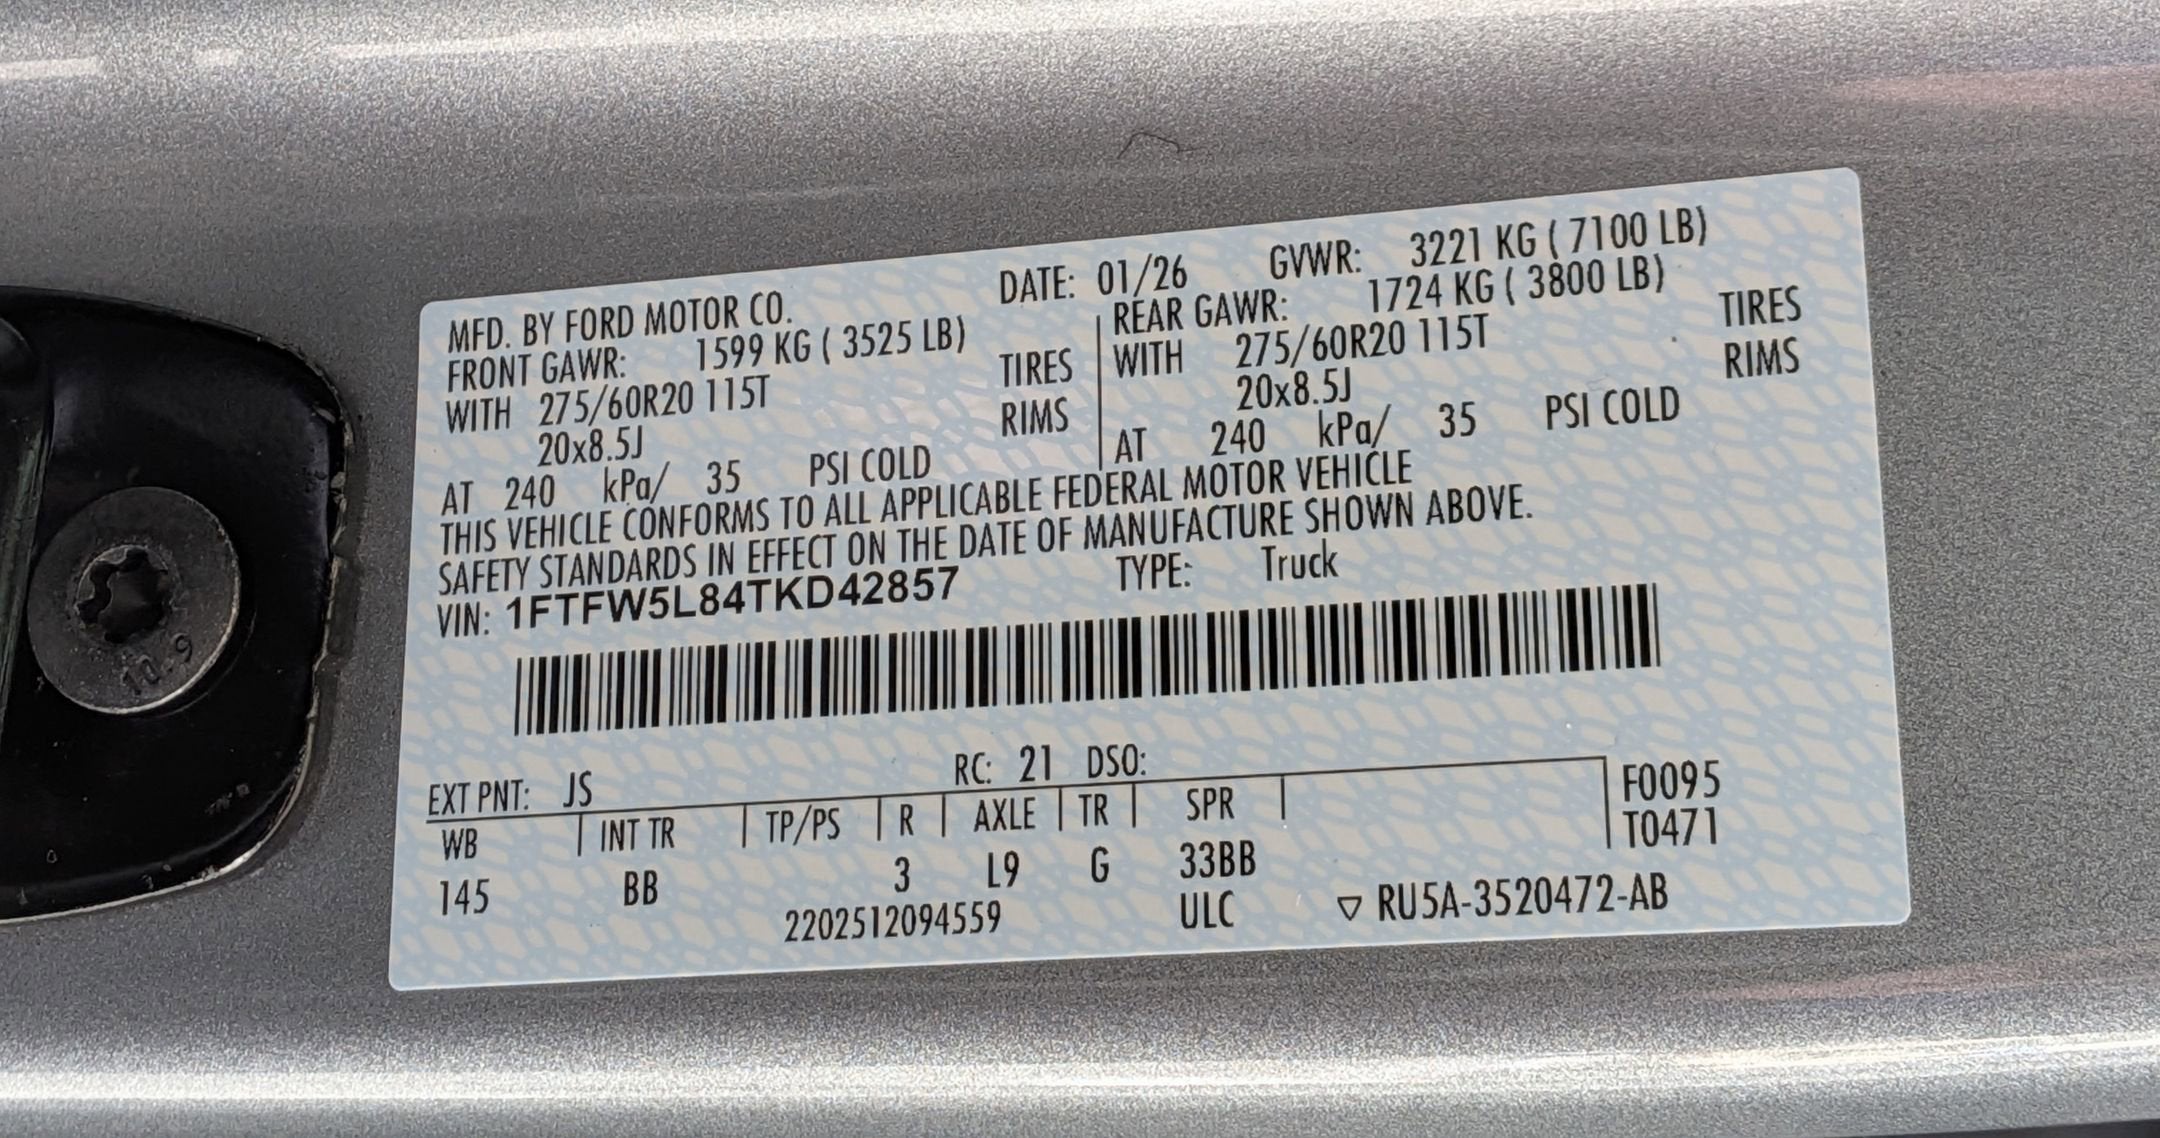 MFD. BY FORD MOTOR CO. DATE: 01/26 GVWR: 3221 KG ( 7100 LB)
FRONT GAWR: 1599 KG ( 3525 LB)
WITH 275/60R20 115T TIRES
20x8.5J RIMS
AT 240 kPa/ 35 PSI COLD
REAR GAWR: 1724 KG ( 3800 LB)
WITH 275/60R20 115T TIRES
20x8.5J RIMS
AT 240 kPa/ 35 PSI COLD
THIS VEHICLE CONFORMS TO ALL APPLICABLE FEDERAL MOTOR VEHICLE
SAFETY STANDARDS IN EFFECT ON THE DATE OF MANUFACTURE SHOWN ABOVE.
VIN: 1FTFW5L84TKD42857 TYPE: Truck
EXT PNT: JS RC: 21 DSO:
WB INT TR TP/PS R AXLE TR SPR
145 BB 3 L9 G 33BB
F0095
T0471
2202512094559 ULC ▽ RU5A-3520472-AB
10.9